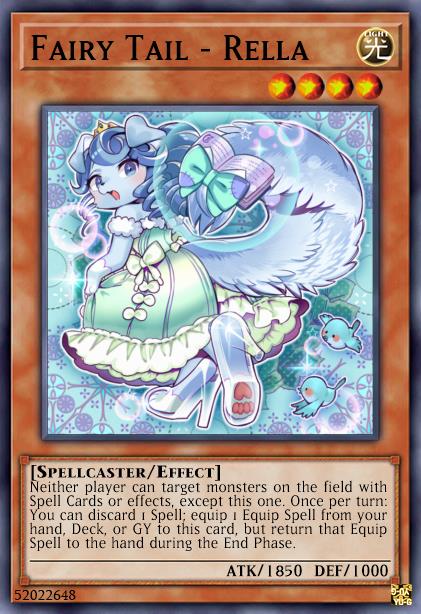 Fairy Tail - Rella
LIGHT
光
[Spellcaster/Effect]
Neither player can target monsters on the field with
Spell Cards or effects, except this one. Once per turn:
You can discard 1 Spell; equip 1 Equip Spell from your
hand, Deck, or GY to this card, but return that Equip
Spell to the hand during the End Phase.
ATK/1850 DEF/1000
52022648